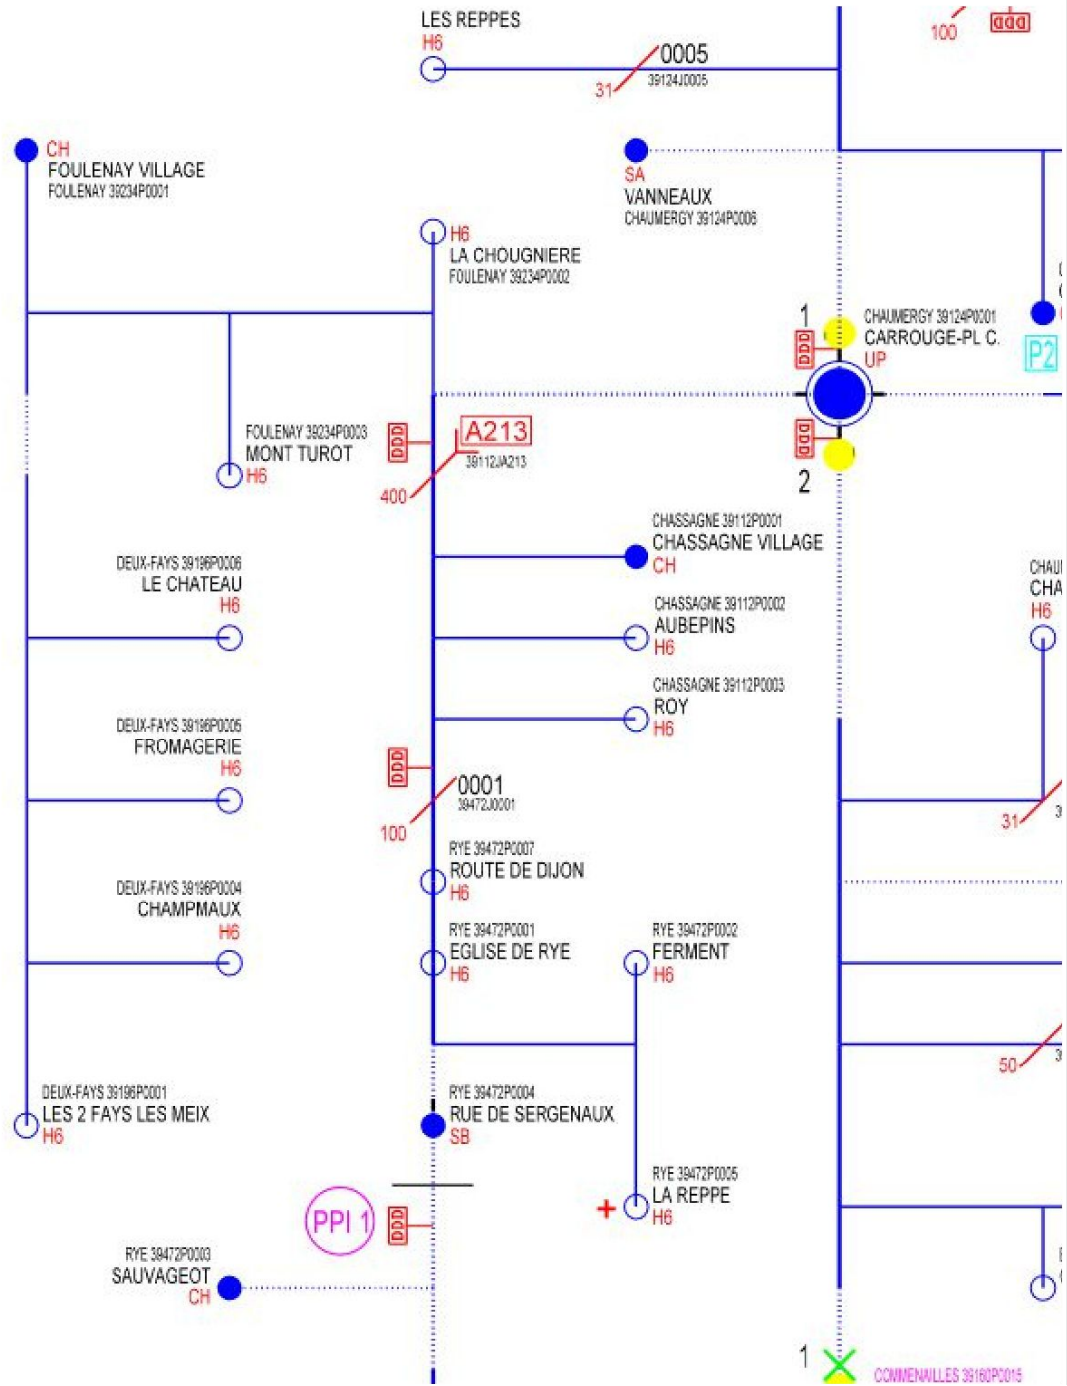 LES REPPES
H6
100
0005
39124J0005
31
CH
FOULENAY VILLAGE
FOULENAY 39234P0001
SA
VANNEAUX
CHAUMERGY 39124P0006
H6
LA CHOUGNIERE
FOULENAY 39234P0002
1
CHAUMERGY 39124P0001
CARROUGE-PL C.
UP
P2
FOULENAY 39234P0003
MONT TUROT
H6
A213
39112JA213
400
2
CHASSAGNE 39112P0001
CHASSAGNE VILLAGE
CH
DEUX-FAYS 39196P0006
LE CHATEAU
H6
CHASSAGNE 39112P0002
AUBEPINS
H6
CHAU
CHA
H6
CHASSAGNE 39112P0003
ROY
H6
DEUX-FAYS 39196P0005
FROMAGERIE
H6
0001
39472J0001
100
31
RYE 39472P0007
ROUTE DE DIJON
H6
DEUX-FAYS 39196P0004
CHAMPMAUX
H6
RYE 39472P0001
EGLISE DE RYE
H6
RYE 39472P0002
FERMENT
H6
50
DEUX-FAYS 39196P0001
LES 2 FAYS LES MEIX
H6
RYE 39472P0004
RUE DE SERGENAUX
SB
RYE 39472P0005
LA REPPE
H6
PPI 1
RYE 39472P0003
SAUVAGEOT
CH
1
COMMENAILLES 39160P0015